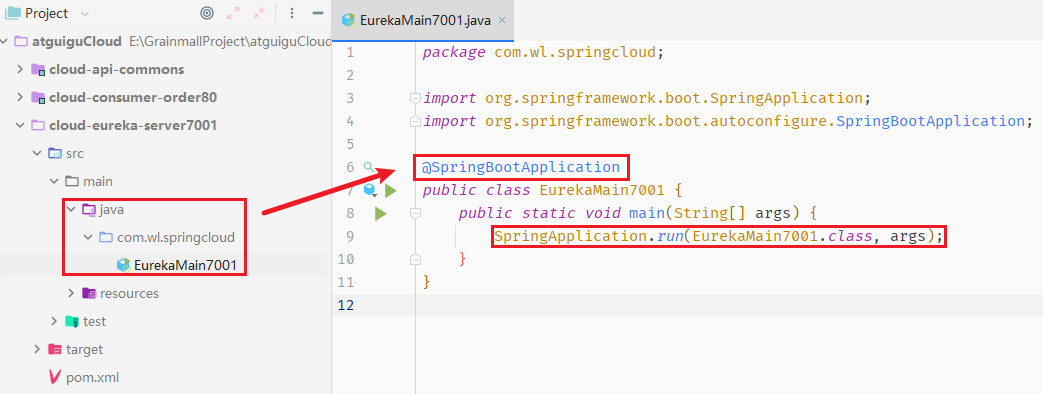 Project
atguiguCloud E:\GrainmallProject\atguiguCloud
cloud-api-commons
cloud-consumer-order80
cloud-eureka-server7001
src
main
java
com.wl.springcloud
EurekaMain7001
resources
test
target
pom.xml
EurekaMain7001.java
1 package com.wl.springcloud;
2
3 import org.springframework.boot.SpringApplication;
4 import org.springframework.boot.autoconfigure.SpringBootApplication;
5
6 @SpringBootApplication
7 public class EurekaMain7001 {
8 public static void main(String[] args) {
9 SpringApplication.run(EurekaMain7001.class, args);
10 }
11 }
12